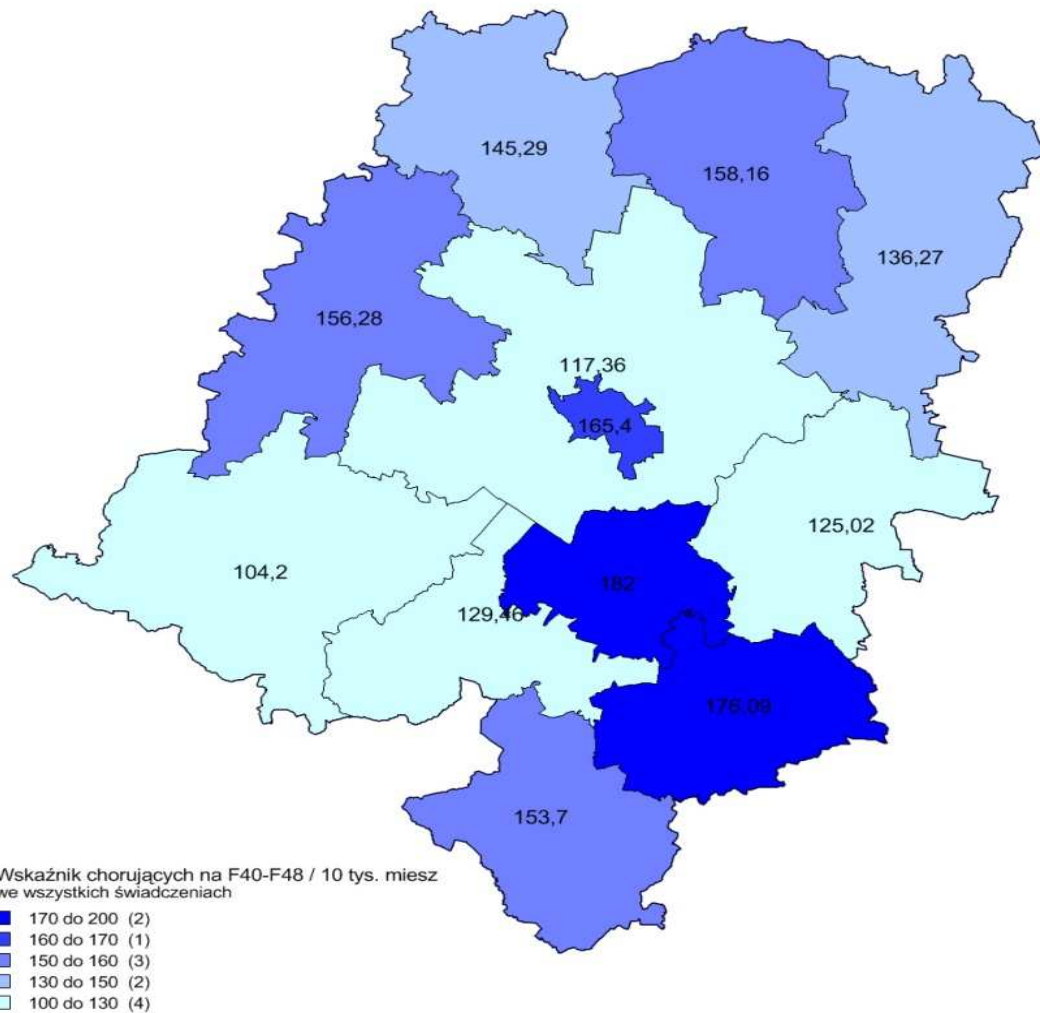 145,29
158,16
136,27
156,28
117,36
165,4
125,02
104,2
182
129,46
176,09
153,7
Wskaźnik chorujących na F40-F48 / 10 tys. miesz
we wszystkich świadczeniach
170 do 200 (2)
160 do 170 (1)
150 do 160 (3)
130 do 150 (2)
100 do 130 (4)